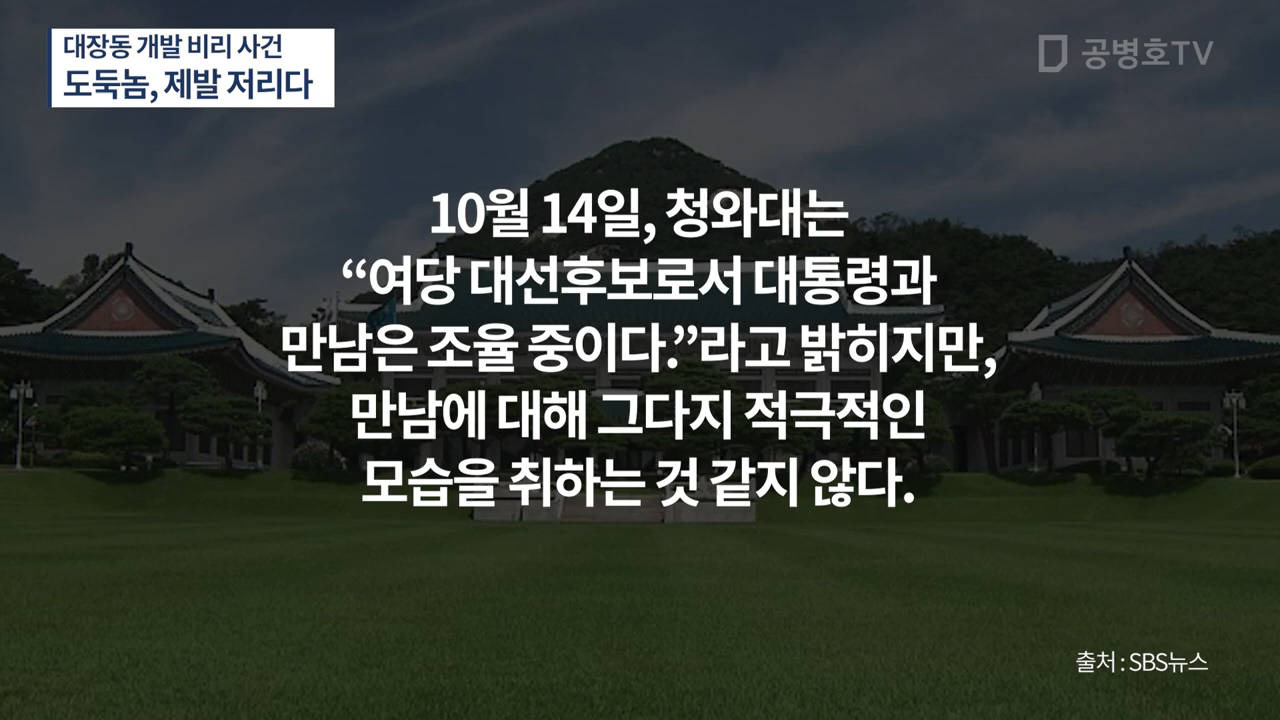 대장동 개발 비리 사건
도둑놈, 제발 저리다
공병호TV
10월 14일, 청와대는
“여당 대선후보로서 대통령과
만남은 조율 중이다.”라고 밝히지만,
만남에 대해 그다지 적극적인
모습을 취하는 것 같지 않다.
출처 : SBS뉴스